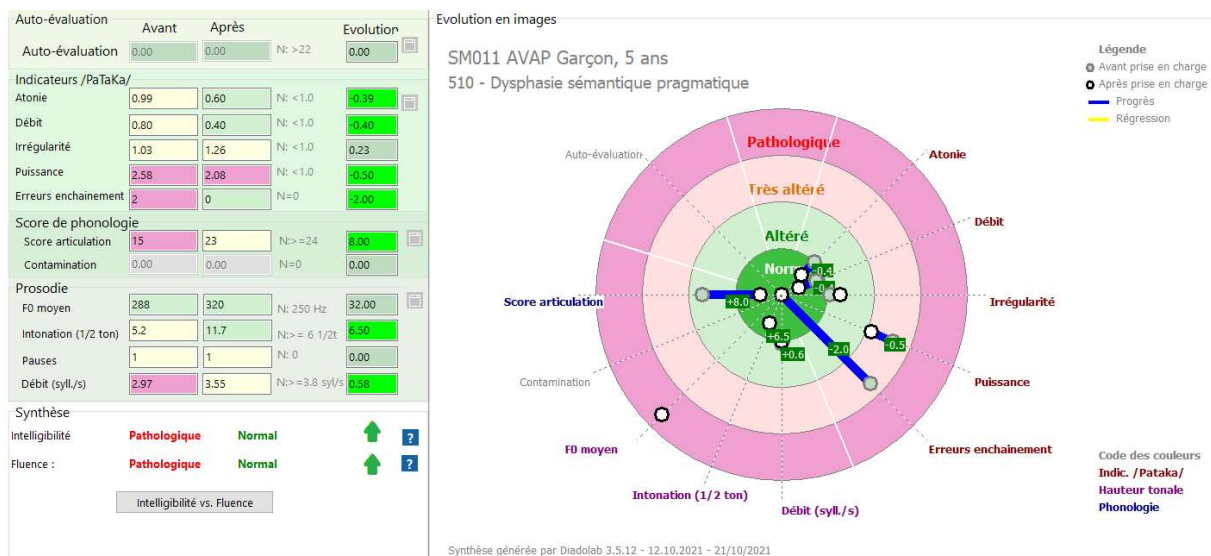 Auto-évaluation
Avant Après Evolution
Auto-évaluation 0.00 0.00 N: >22 0.00
Indicateurs /PaTaKa/
Atonie 0.99 0.60 N: <1.0 -0.39
Débit 0.80 0.40 N: <1.0 -0.40
Irrégularité 1.03 1.26 N: <1.0 0.23
Puissance 2.58 2.08 N: <1.0 -0.50
Erreurs enchainement 2 0 N=0 -2.00
Score de phonologie
Score articulation 15 23 N:>=24 8.00
Contamination 0.00 0.00 N=0 0.00
Prosodie
F0 moyen 288 320 N: 250 Hz 32.00
Intonation (1/2 ton) 5.2 11.7 N:>= 6 1/2t 6.50
Pauses 1 1 N: 0 0.00
Débit (syll./s) 2.97 3.55 N:>=3.8 syl/s 0.58
Synthèse
Intelligibilité Pathologique Normal ?
Fluence : Pathologique Normal ?
Intelligibilité vs. Fluence
Evolution en images
SM011 AVAP Garçon, 5 ans
510 - Dysphasie sémantique pragmatique
Légende
Avant prise en charge
Après prise en charge
Progrès
Régression
Pathologique
Très altéré
Altéré
Auto-évaluation
Atonie
Débit
Irrégularité
Puissance
Erreurs enchainement
Débit (syll./s)
Intonation (1/2 ton)
F0 moyen
Contamination
Score articulation
-0.4
+8.0
+6.5
+0.6
-2.0
-0.5
Code des couleurs
Indic. /Pataka/
Hauteur tonale
Phonologie
Synthèse générée par Diadolab 3.5.12 - 12.10.2021 - 21/10/2021